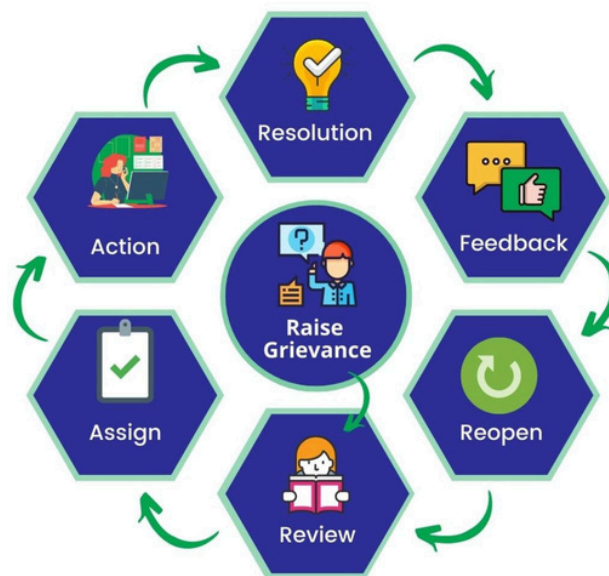 Resolution
Action
Feedback
Raise
Grievance
Assign
Reopen
Review